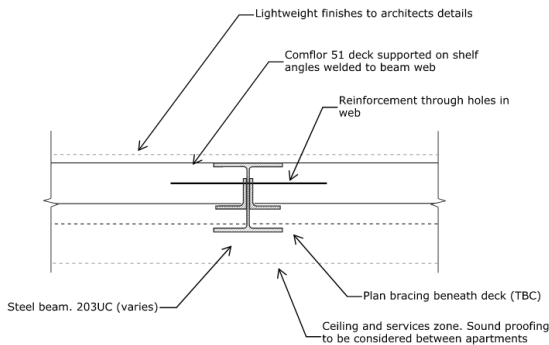 Lightweight finishes to architects details
Comflor 51 deck supported on shelf
angles welded to beam web
Reinforcement through holes in
web
Plan bracing beneath deck (TBC)
Steel beam. 203UC (varies)
Ceiling and services zone. Sound proofing
to be considered between apartments